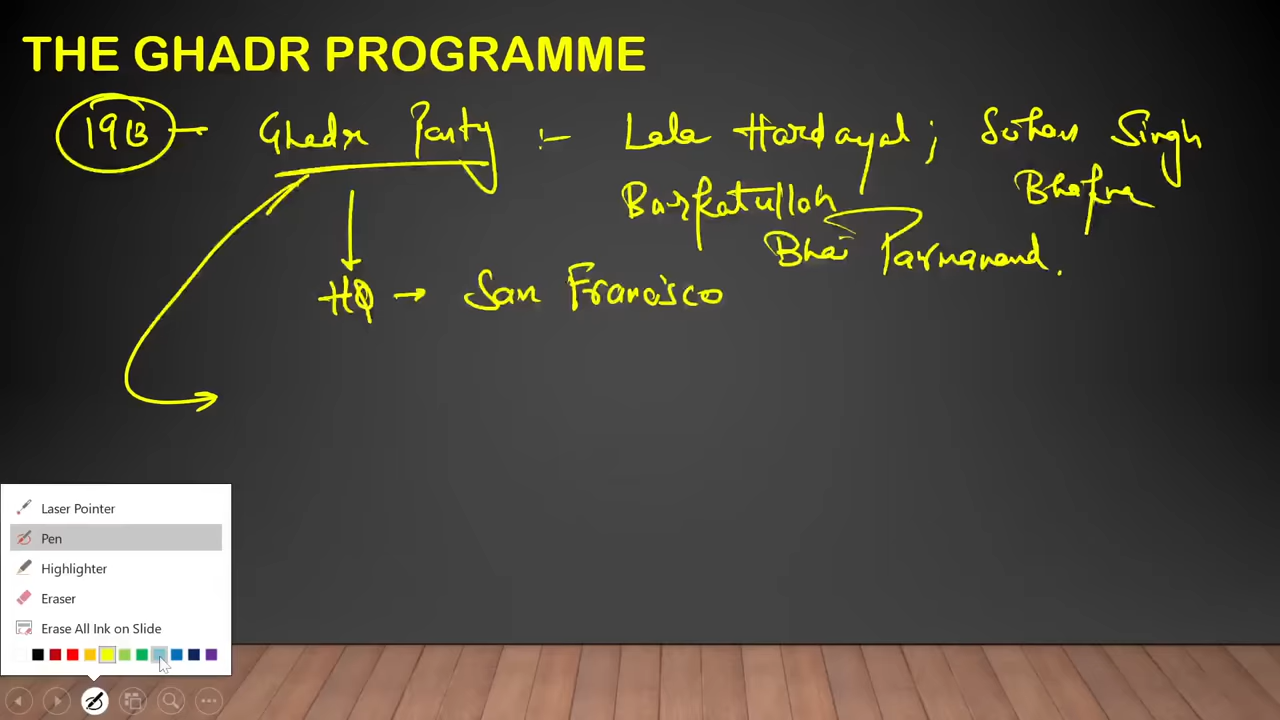 THE GHADR PROGRAMME
1913 - Ghadr Party :- Lala Hardayal; Sohan Singh
Barkatullah Bhakna
Bhai Parmanand.
HQ → San Francisco
Laser Pointer
Pen
Highlighter
Eraser
Erase All Ink on Slide